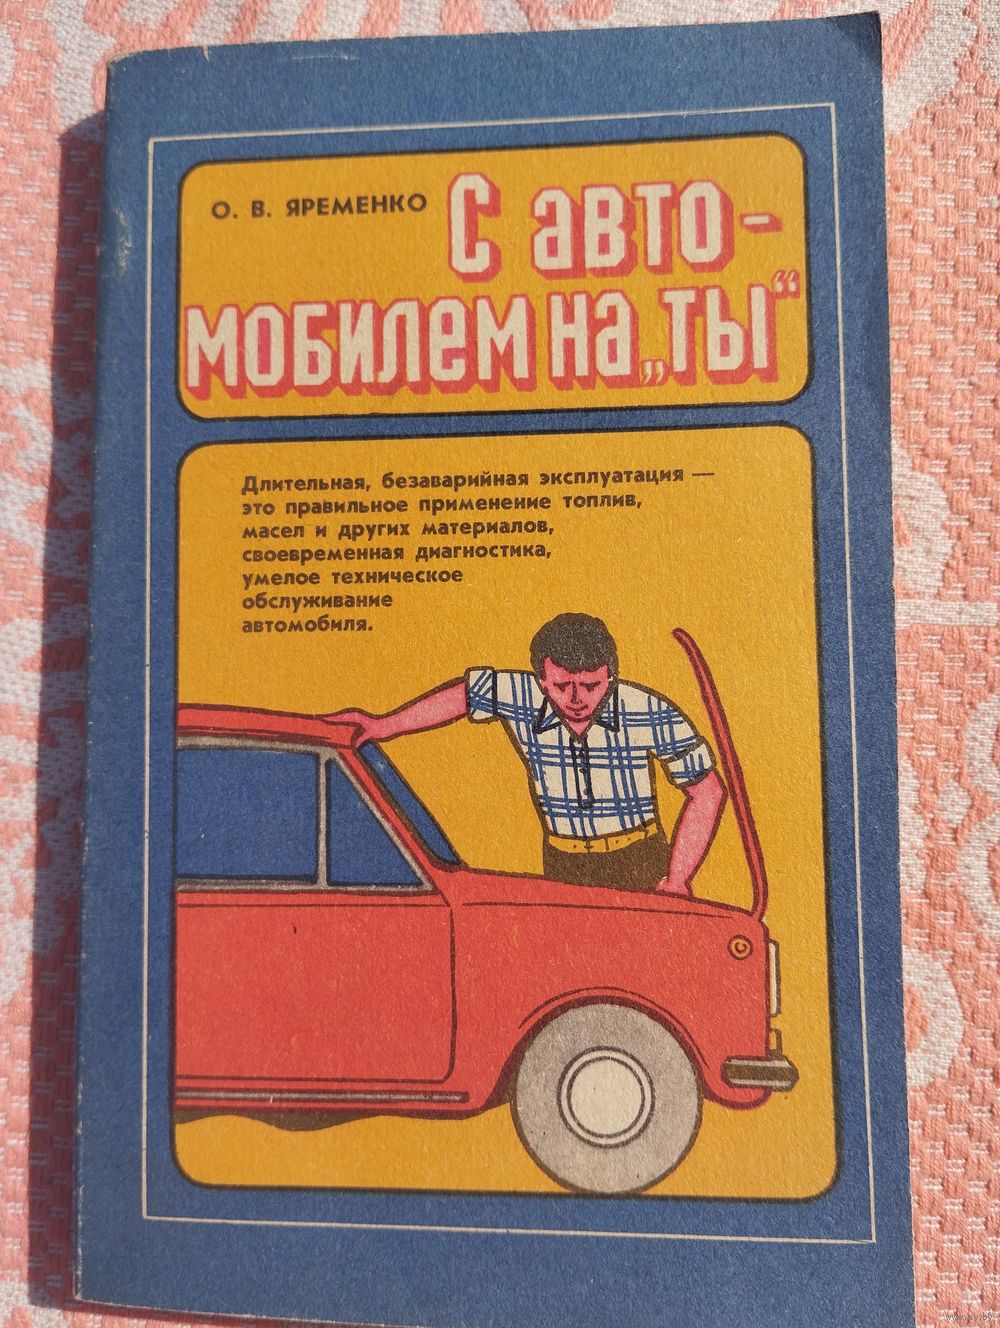 О. В. ЯРЕМЕНКО
С авто-
мобилем на „ты“
Длительная, безаварийная эксплуатация —
это правильное применение топлив,
масел и других материалов,
своевременная диагностика,
умелое техническое
обслуживание
автомобиля.